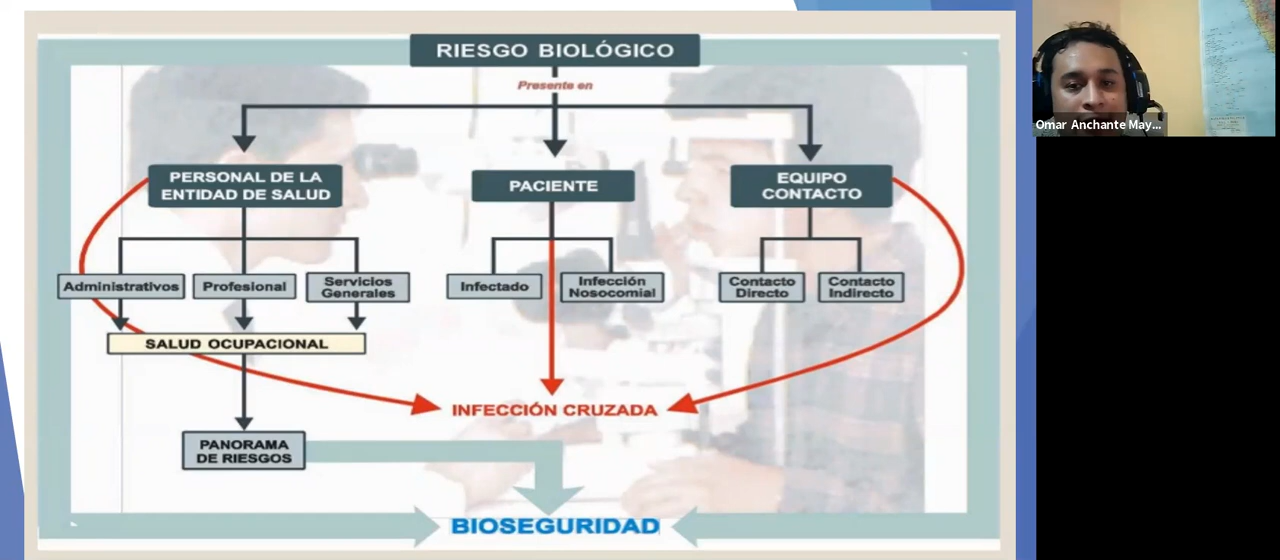 RIESGO BIOLÓGICO
Presente en
PERSONAL DE LA
ENTIDAD DE SALUD
PACIENTE
EQUIPO
CONTACTO
Administrativos
Profesional
Servicios
Generales
Infectado
Infección
Nosocomial
Contacto
Directo
Contacto
Indirecto
SALUD OCUPACIONAL
INFECCIÓN CRUZADA
PANORAMA
DE RIESGOS
BIOSEGURIDAD
Omar Anchante May...